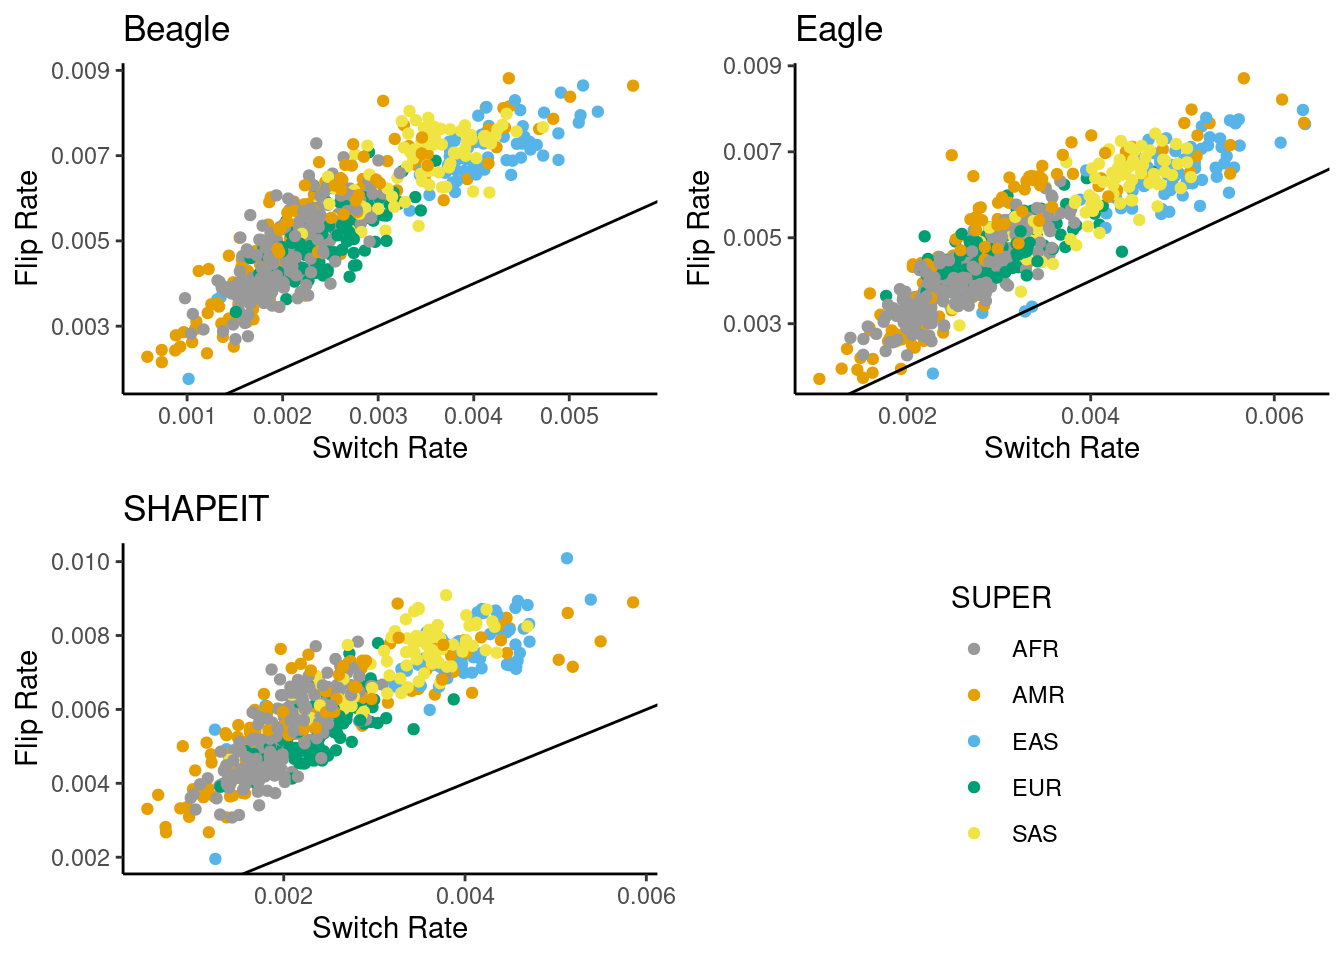 Beagle
0.009
0.007
0.005
0.003
Flip Rate
0.001 0.002 0.003 0.004 0.005
Switch Rate
Eagle
0.009
0.007
0.005
0.003
Flip Rate
0.002 0.004 0.006
Switch Rate
SHAPEIT
0.010
0.008
0.006
0.004
0.002
Flip Rate
0.002 0.004 0.006
Switch Rate
SUPER
AFR
AMR
EAS
EUR
SAS